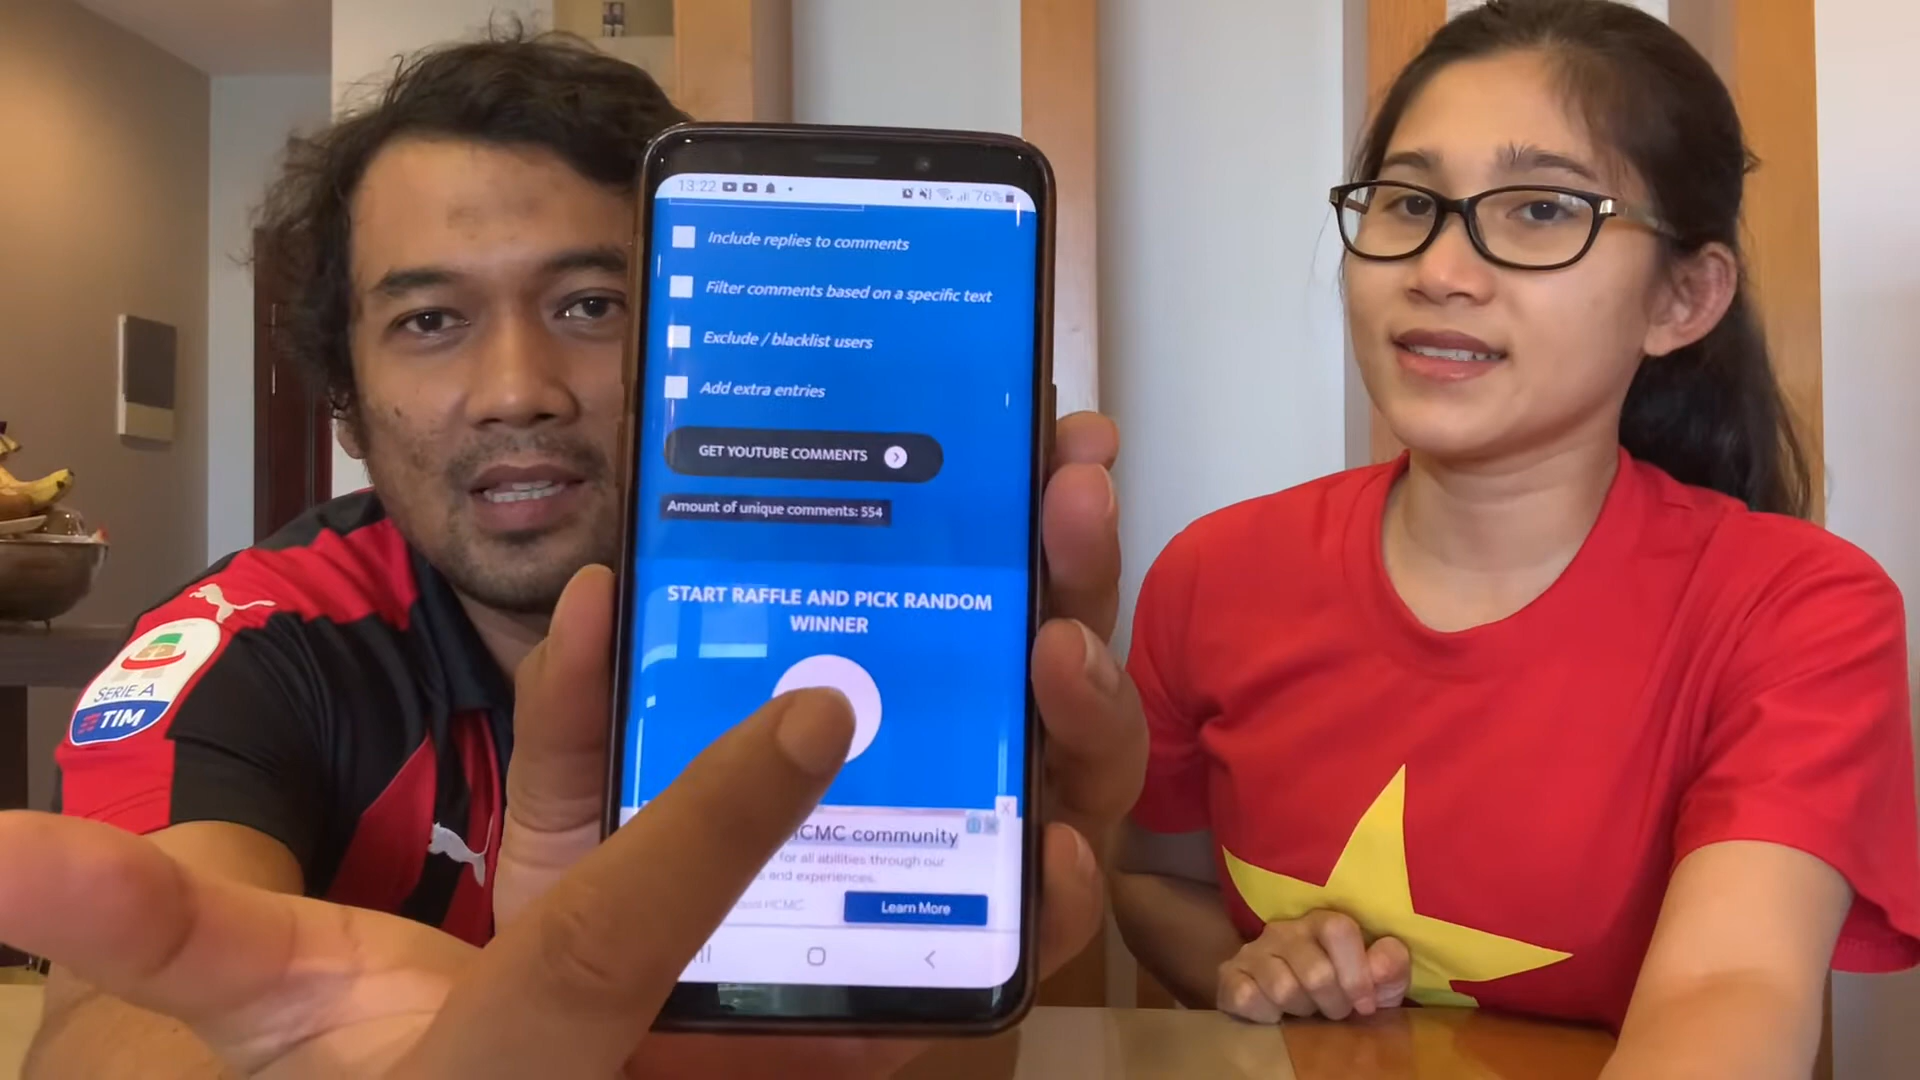 13:22
76%
Include replies to comments
Filter comments based on a specific text
Exclude / blacklist users
Add extra entries
GET YOUTUBE COMMENTS
Amount of unique comments: 554
START RAFFLE AND PICK RANDOM
WINNER
X
HCMC community
for all abilities through our
and experiences.
HCMC
Learn More
SERIE A
TIM